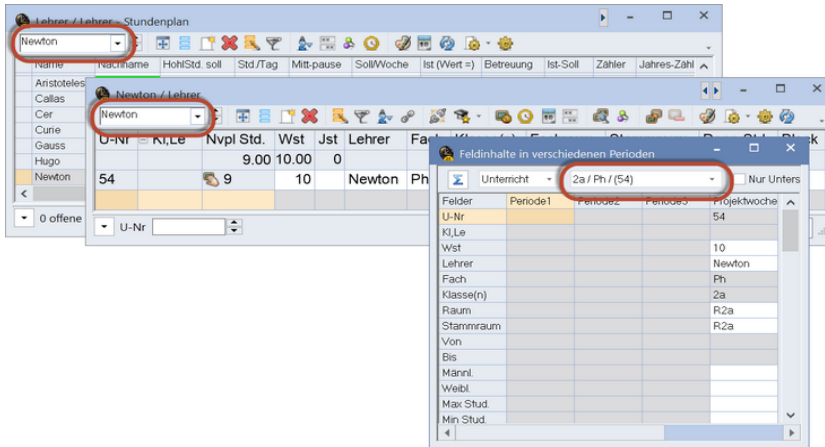 Lehrer / Lehrer - Stundenplan
Newton
Name Nachname HohlStd. soll Std./Tag Mitt-pause Soll/Woche Ist (Wert =) Betreuung Ist-Soll Zähler Jahres-Zähl
Aristoteles
Callas
Cer
Curie
Gauss
Hugo
Newton
0 offene
Newton / Lehrer
Newton
U-Nr Kl,Le Nvpl Std. Wst Jst Lehrer
9.00 10.00 0
54 9 10 Newton Ph
U-Nr
Feldinhalte in verschiedenen Perioden
Unterricht 2a / Ph / (54) Nur Unters
Felder Periode1 Periode2 Periode3 Projektwoche
U-Nr 54
Kl,Le
Wst 10
Lehrer Newton
Fach Ph
Klasse(n) 2a
Raum R2a
Stammraum R2a
Von
Bis
Männl.
Weibl.
Max Stud.
Min Stud.